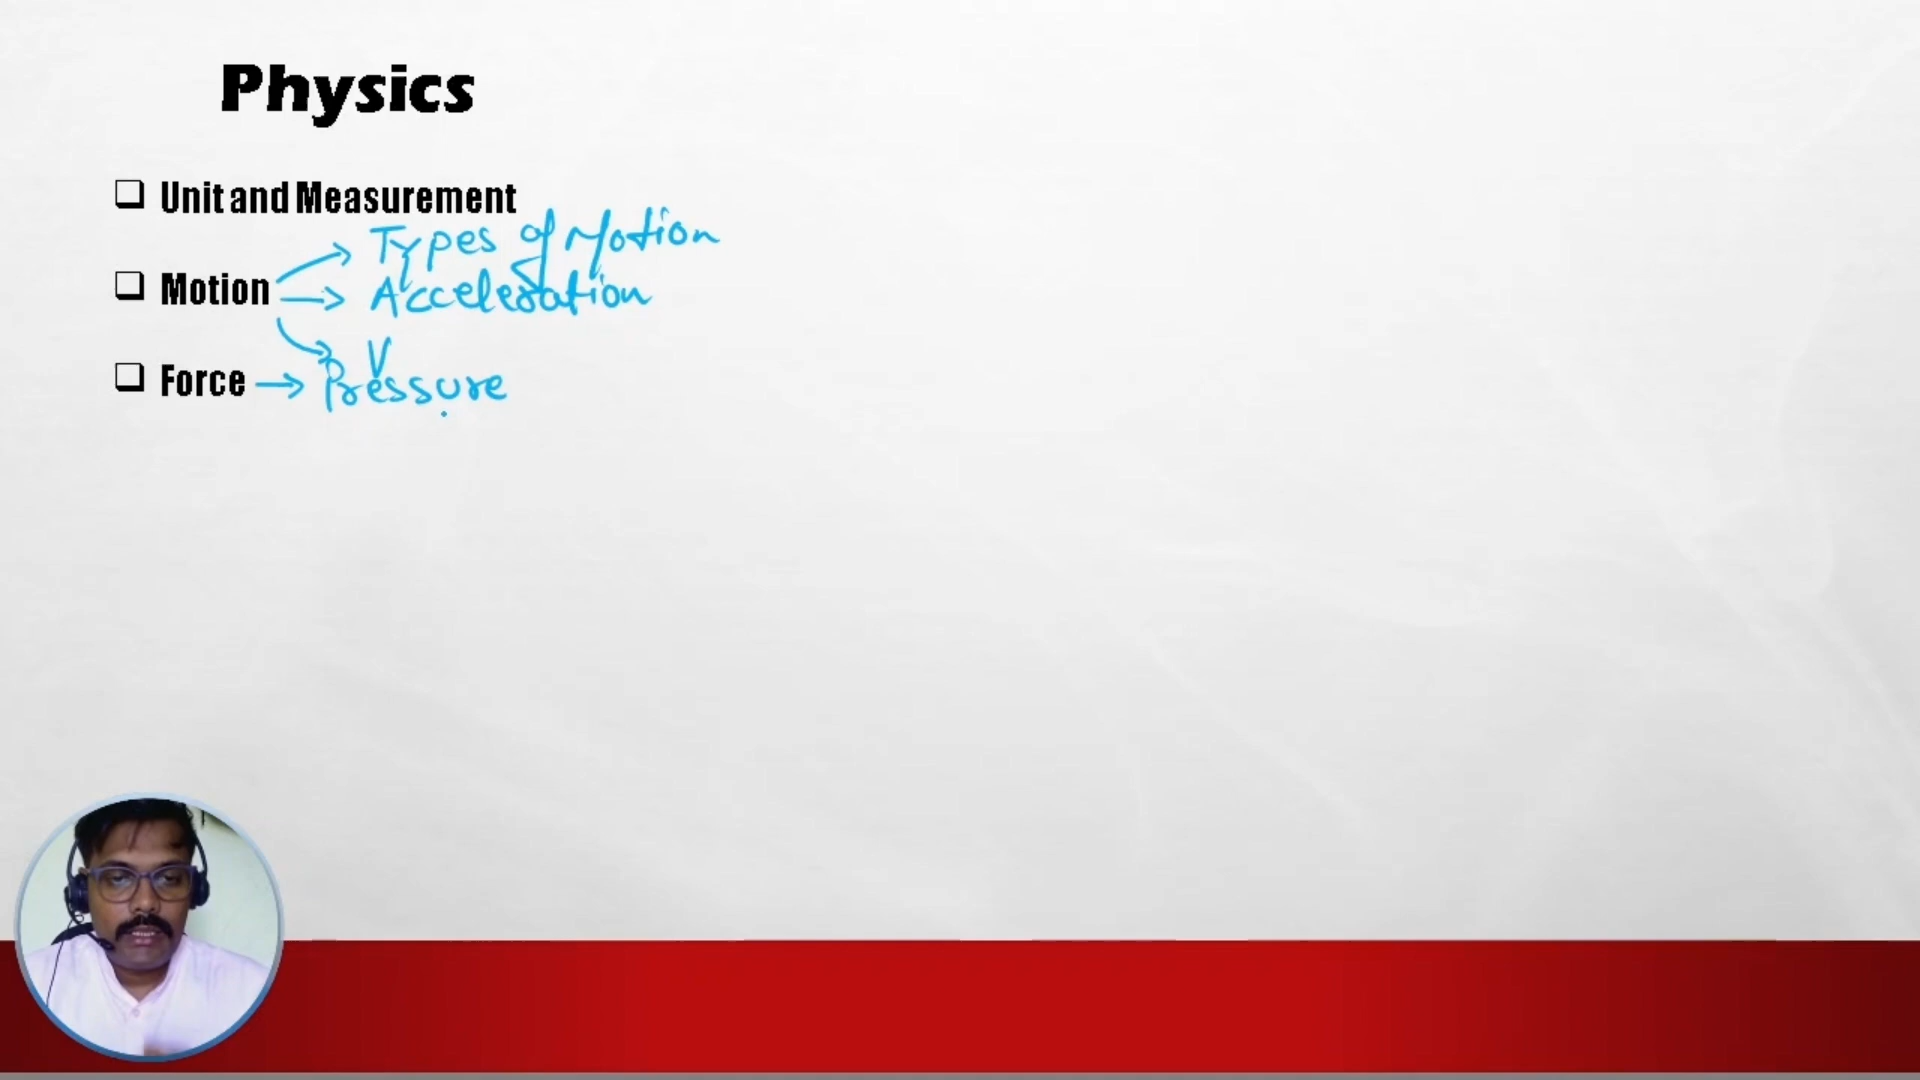 Physics
Unit and Measurement
Types of Motion
Motion → Acceleration
V
Force → Pressure